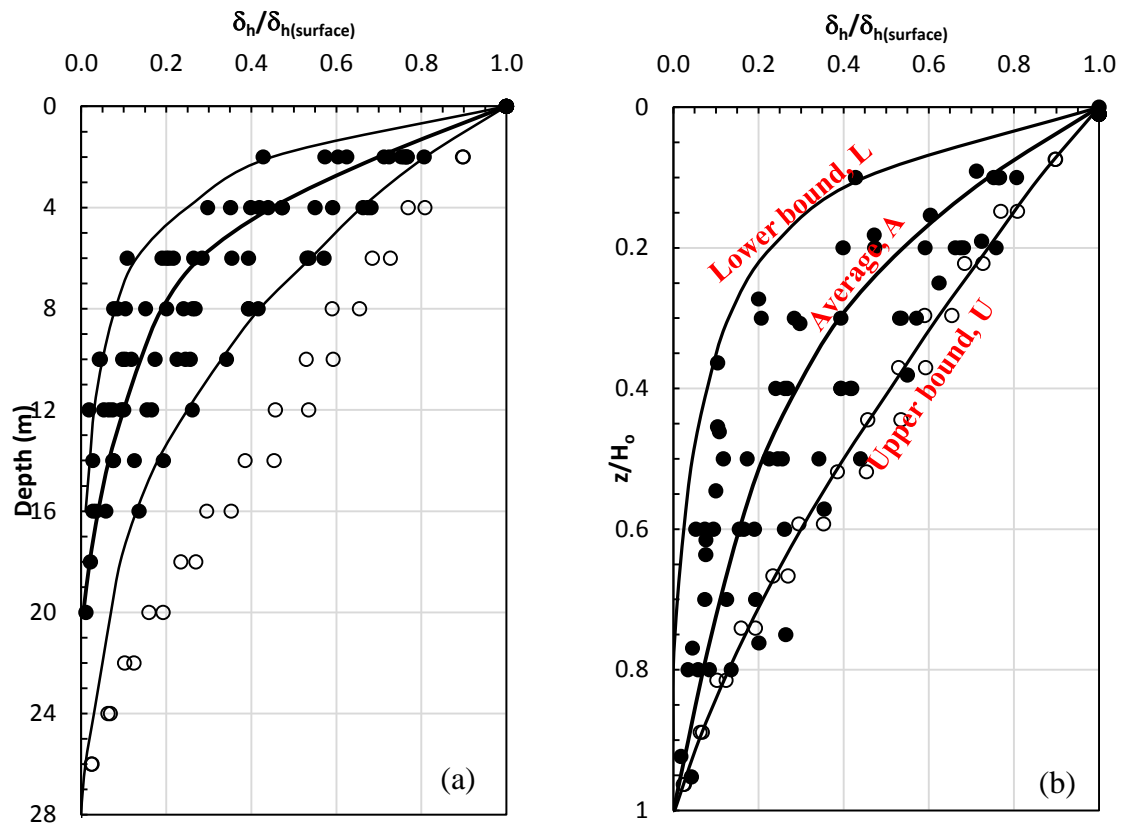 δh/δh(surface)
0.0 0.2 0.4 0.6 0.8 1.0
0
4
8
12
16
20
24
28
Depth (m)
(a)
δh/δh(surface)
0.0 0.2 0.4 0.6 0.8 1.0
0
0.2
0.4
0.6
0.8
1
z/Ho
Lower bound, L
Average, A
Upper bound, U
(b)